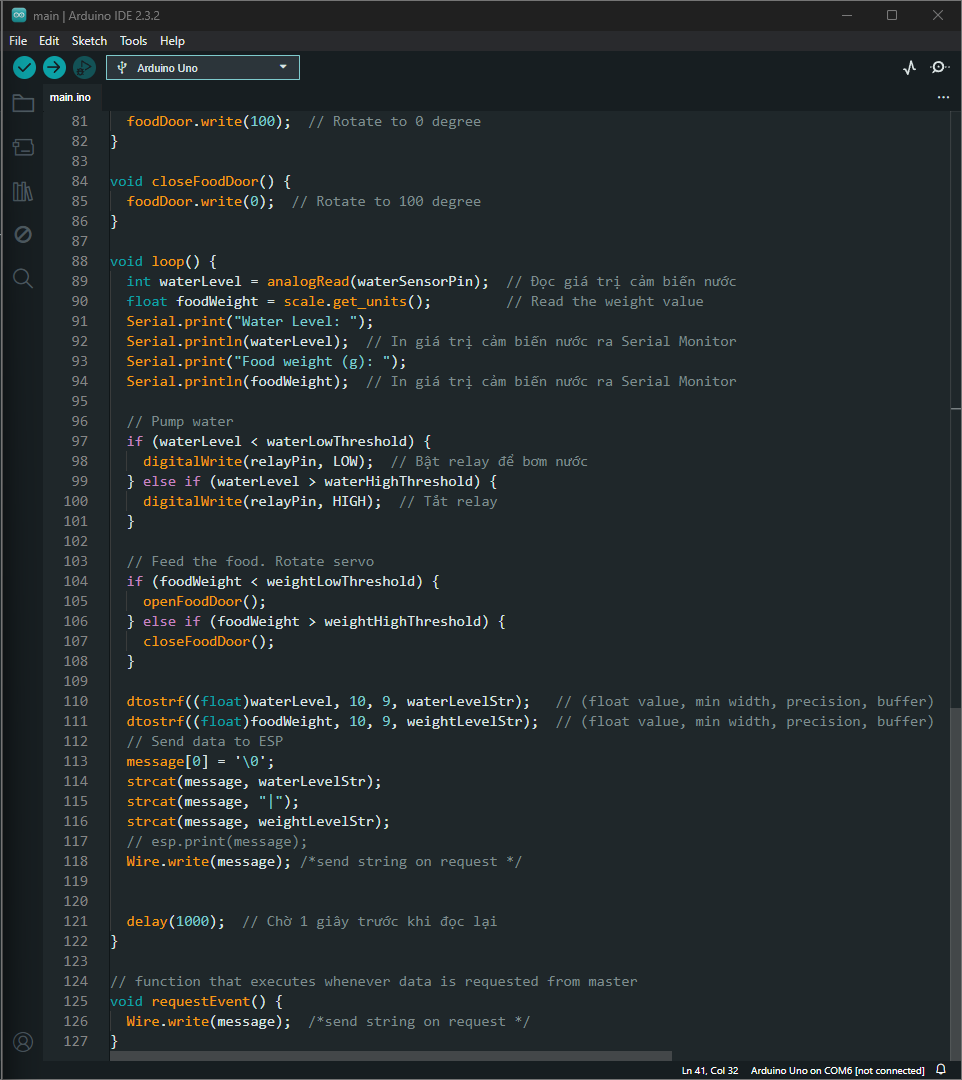 main | Arduino IDE 2.3.2
File Edit Sketch Tools Help
Arduino Uno
main.ino
81 foodDoor.write(100);  // Rotate to 0 degree
82 }
83
84 void closeFoodDoor() {
85 foodDoor.write(0);  // Rotate to 100 degree
86 }
87
88 void loop() {
89 int waterLevel = analogRead(waterSensorPin);  // Đọc giá trị cảm biến nước
90 float foodWeight = scale.get_units();         // Read the weight value
91 Serial.print("Water Level: ");
92 Serial.println(waterLevel);  // In giá trị cảm biến nước ra Serial Monitor
93 Serial.print("Food weight (g): ");
94 Serial.println(foodWeight);  // In giá trị cảm biến nước ra Serial Monitor
95
96 // Pump water
97 if (waterLevel < waterLowThreshold) {
98 digitalWrite(relayPin, LOW);  // Bật relay để bơm nước
99 } else if (waterLevel > waterHighThreshold) {
100 digitalWrite(relayPin, HIGH);  // Tắt relay
101 }
102
103 // Feed the food. Rotate servo
104 if (foodWeight < weightLowThreshold) {
105 openFoodDoor();
106 } else if (foodWeight > weightHighThreshold) {
107 closeFoodDoor();
108 }
109
110 dtostrf((float)waterLevel, 10, 9, waterLevelStr);   // (float value, min width, precision, buffer)
111 dtostrf((float)foodWeight, 10, 9, weightLevelStr);  // (float value, min width, precision, buffer)
112 // Send data to ESP
113 message[0] = '\0';
114 strcat(message, waterLevelStr);
115 strcat(message, "|");
116 strcat(message, weightLevelStr);
117 // esp.print(message);
118 Wire.write(message); /*send string on request */
119
120
121 delay(1000);  // Chờ 1 giây trước khi đọc lại
122 }
123
124 // function that executes whenever data is requested from master
125 void requestEvent() {
126 Wire.write(message);  /*send string on request */
127 }
Ln 41, Col 32 Arduino Uno on COM6 [not connected]